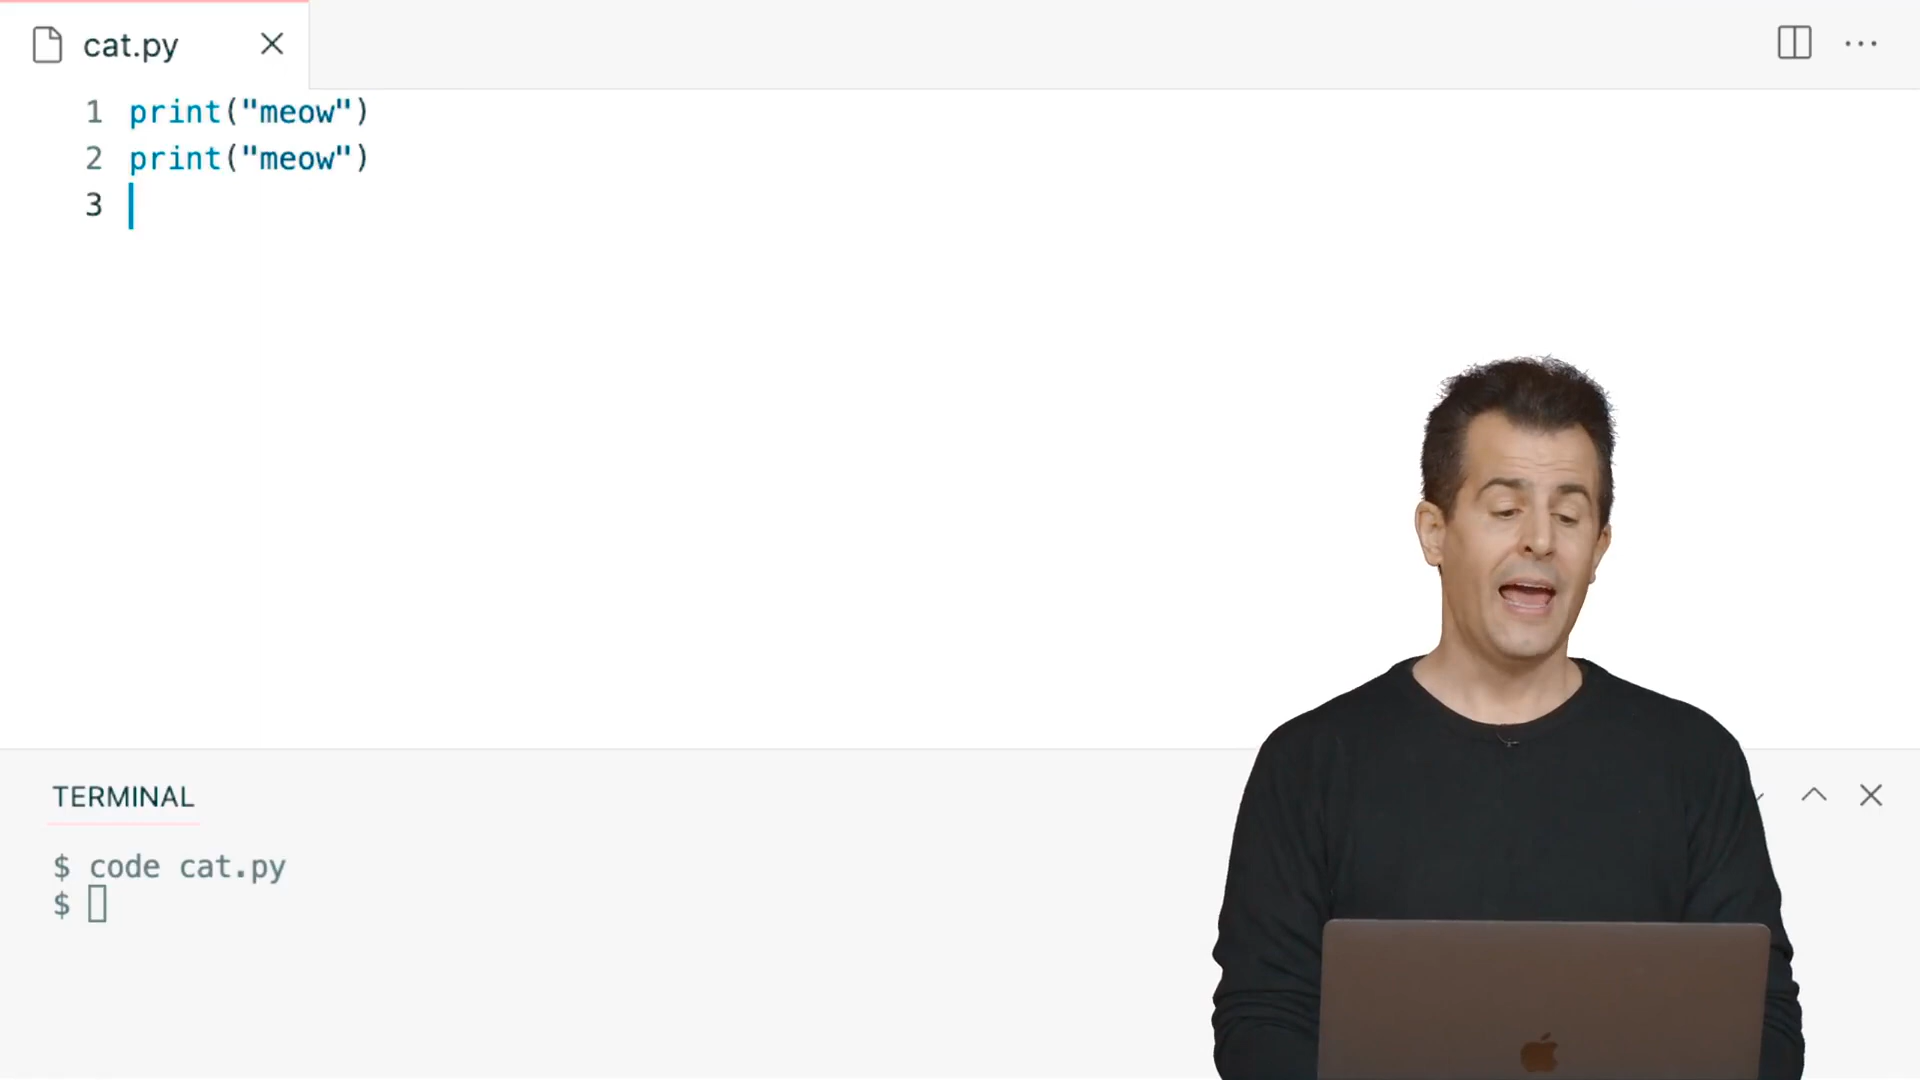 cat.py
1 print("meow")
2 print("meow")
3
TERMINAL
$ code cat.py
$